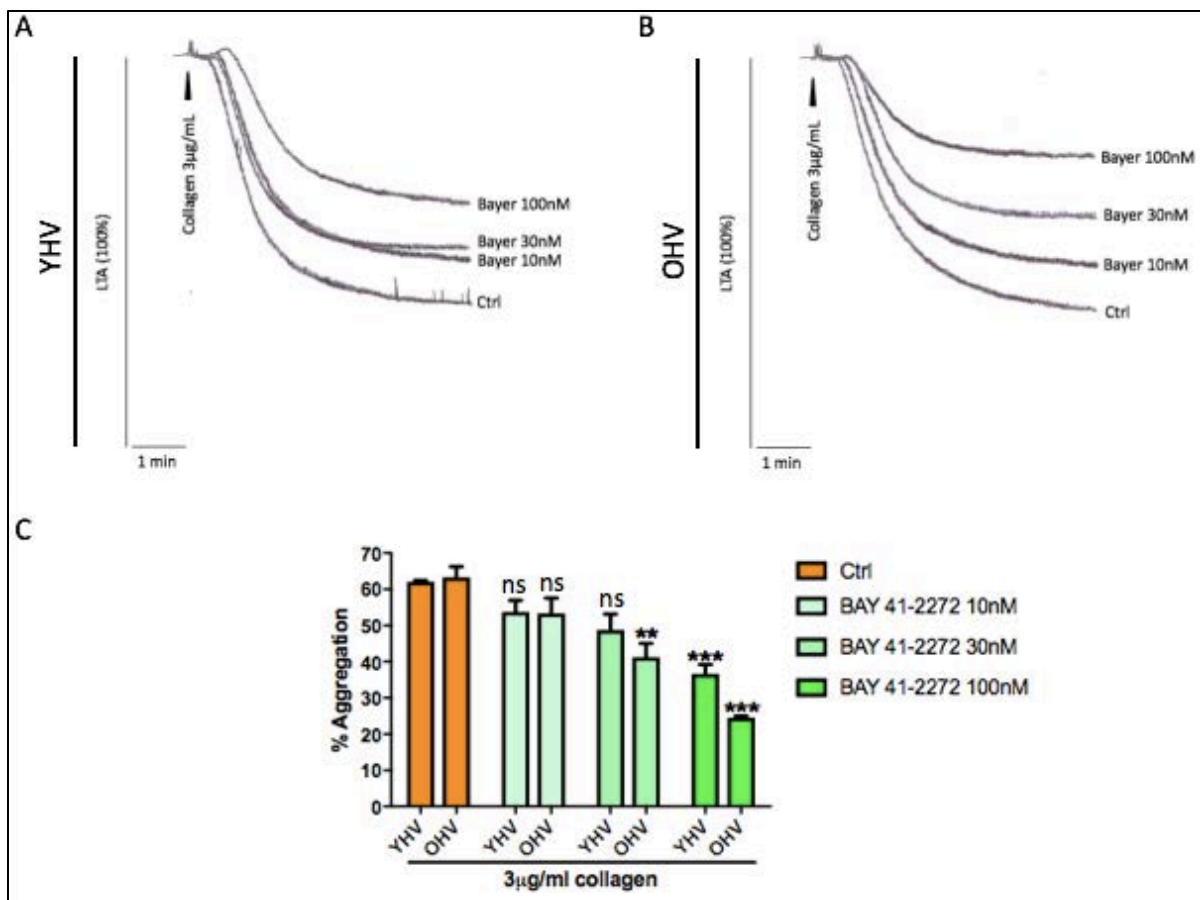 A
YHV
LTA (100%)
Collagen 3µg/mL
Bayer 100nM
Bayer 30nM
Bayer 10nM
Ctrl
1 min
B
OHV
LTA (100%)
Collagen 3µg/mL
Bayer 100nM
Bayer 30nM
Bayer 10nM
Ctrl
1 min
C
% Aggregation
70
60
50
40
30
20
10
0
ns
ns
ns
**
***
***
YHV
OHV
YHV
OHV
YHV
OHV
YHV
OHV
3µg/ml collagen
Ctrl
BAY 41-2272 10nM
BAY 41-2272 30nM
BAY 41-2272 100nM